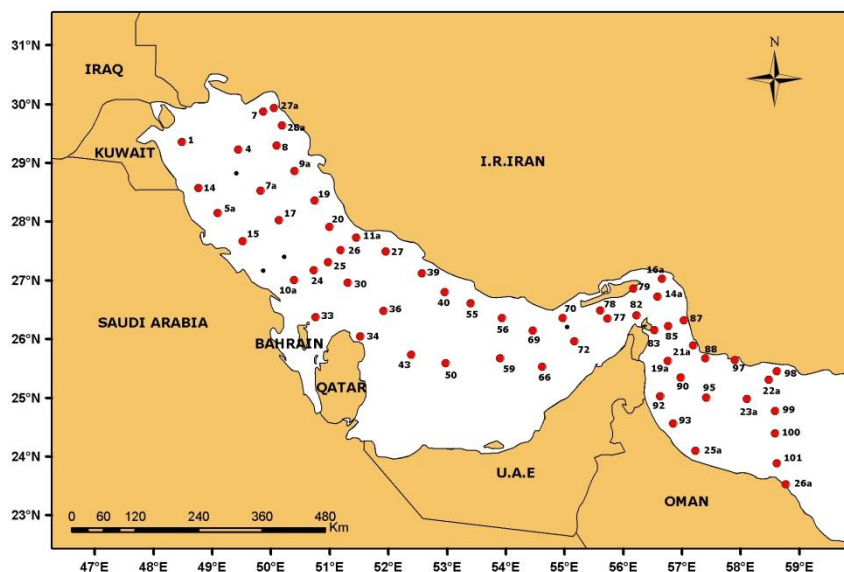 N
31°N
IRAQ
30°N
7
27a
28a
1
4
8
KUWAIT
I.R.IRAN
29°N
9a
14
7a
19
5a
17
20
28°N
15
11a
26
27
25
24
39
16a
27°N
10a
30
40
79
14a
55
78
82
36
70
77
87
33
56
SAUDI ARABIA
BAHRAIN
34
69
83
85
26°N
72
21a
88
43
50
59
66
19a
97
98
QATAR
90
22a
95
25°N
92
23a
99
93
100
24°N
25a
101
U.A.E
26a
OMAN
0 60 120 240 360 480
Km
23°N
47°E 48°E 49°E 50°E 51°E 52°E 53°E 54°E 55°E 56°E 57°E 58°E 59°E